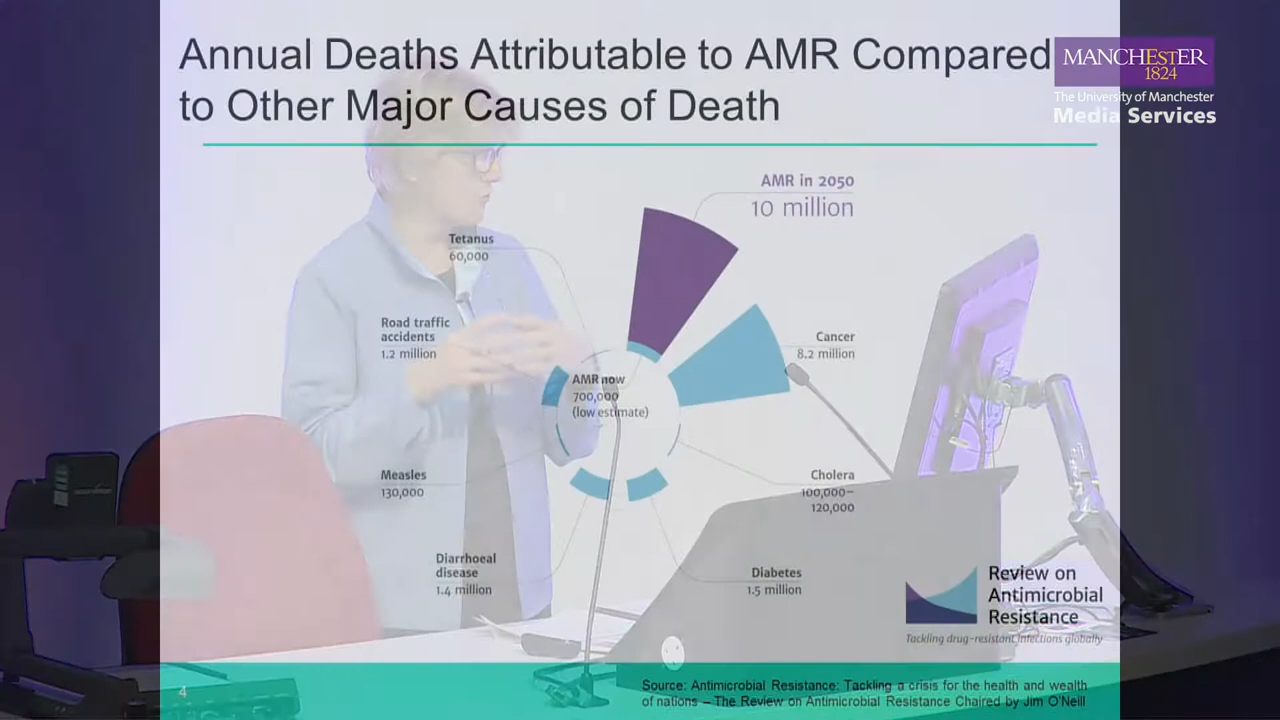 Annual Deaths Attributable to AMR Compared
to Other Major Causes of Death
MANCHESTER
1824
The University of Manchester
Media Services
AMR in 2050
10 million
Tetanus
60,000
Road traffic
accidents
1.2 million
Cancer
8.2 million
AMR now
700,000
(low estimate)
Measles
130,000
Cholera
100,000–
120,000
Diarrhoeal
disease
1.4 million
Diabetes
1.5 million
Review on
Antimicrobial
Resistance
Tackling drug-resistant infections globally
4
Source: Antimicrobial Resistance: Tackling a crisis for the health and wealth
of nations – The Review on Antimicrobial Resistance Chaired by Jim O'Neill